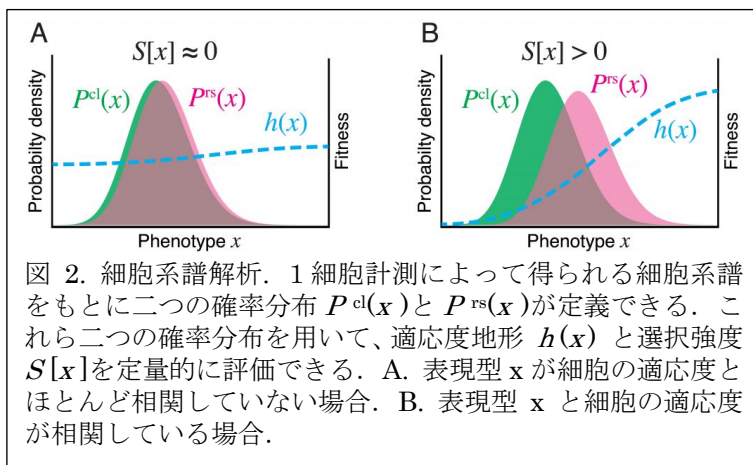 A
S[x] ≈ 0
P^cl(x)
P^rs(x)
h(x)
Probability density
Fitness
Phenotype x
B
S[x] > 0
P^cl(x)
P^rs(x)
h(x)
Probabilty density
Fitness
Phenotype x
図 2. 細胞系譜解析. 1 細胞計測によって得られる細胞系譜
をもとに二つの確率分布 P^cl(x)と P^rs(x)が定義できる. こ
れら二つの確率分布を用いて、適応度地形 h(x) と選択強度
S[x]を定量的に評価できる. A. 表現型 x が細胞の適応度と
ほとんど相関していない場合. B. 表現型 x と細胞の適応度
が相関している場合.